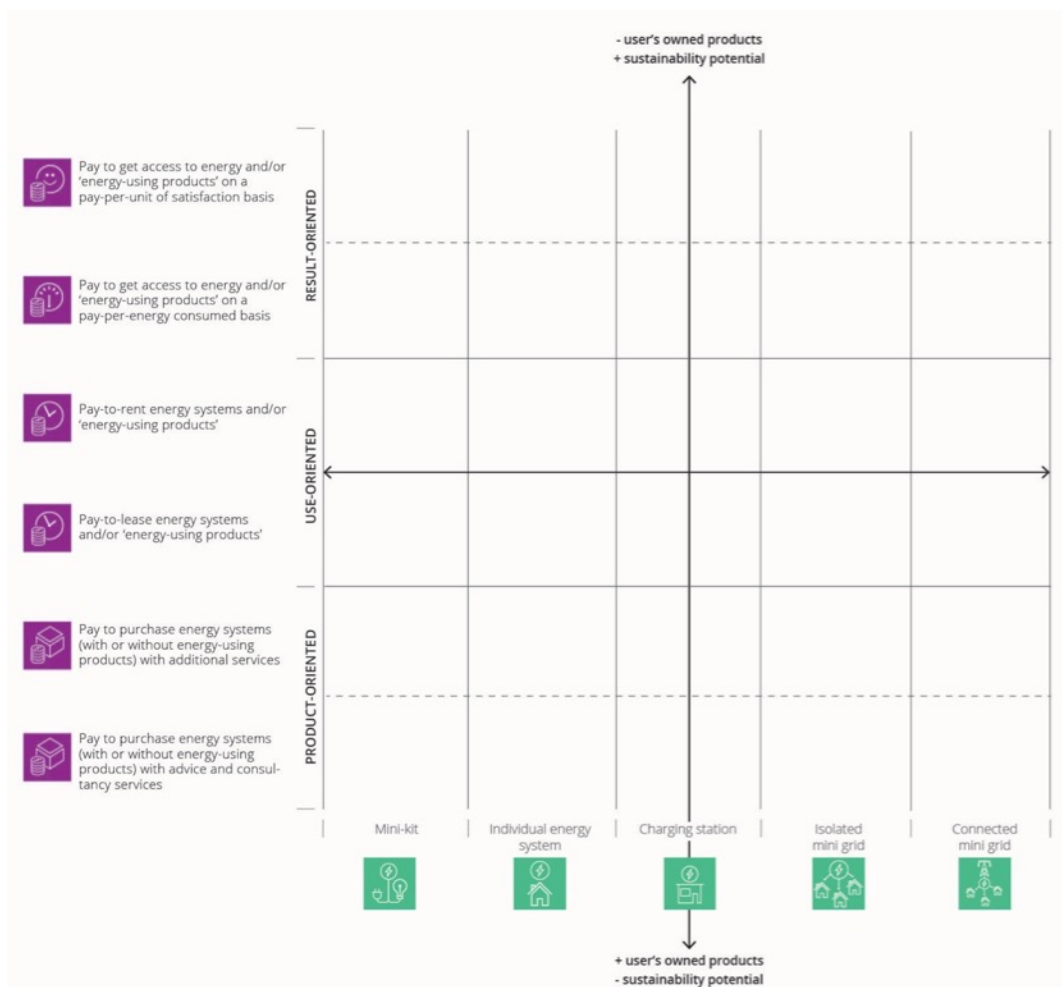 - user's owned products
+ sustainability potential
Pay to get access to energy and/or
'energy-using products' on a
pay-per-unit of satisfaction basis
Pay to get access to energy and/or
'energy-using products' on a
pay-per-energy consumed basis
RESULT-ORIENTED
Pay-to-rent energy systems and/or
'energy-using products'
Pay-to-lease energy systems
and/or 'energy-using products'
USE-ORIENTED
Pay to purchase energy systems
(with or without energy-using
products) with additional services
Pay to purchase energy systems
(with or without energy-using
products) with advice and consul-
tancy services
PRODUCT-ORIENTED
Mini-kit
Individual energy
system
Charging station
Isolated
mini grid
Connected
mini grid
+ user's owned products
- sustainability potential